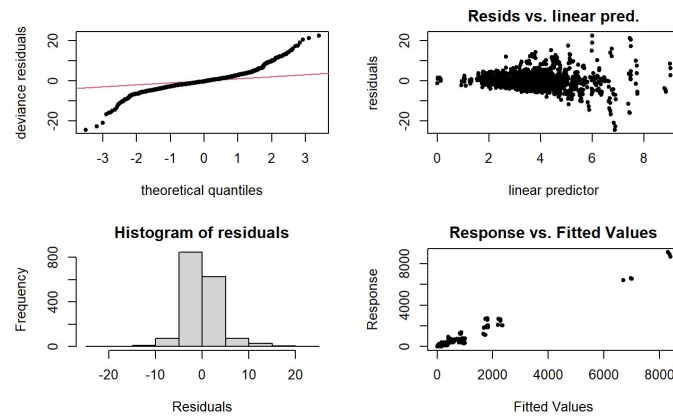 deviance residuals
20
0
-20
-3 -2 -1 0 1 2 3
theoretical quantiles
Resids vs. linear pred.
residuals
20
0
-20
0 2 4 6 8
linear predictor
Histogram of residuals
Frequency
800
400
0
-20 -10 0 10 20
Residuals
Response vs. Fitted Values
Response
8000
4000
0
0 2000 4000 6000 8000
Fitted Values